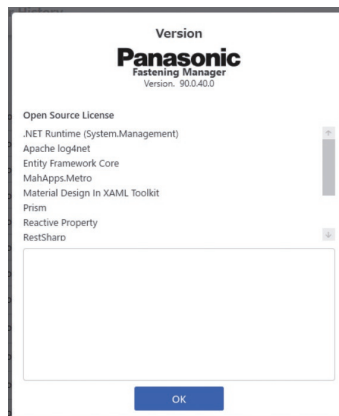 Version
Panasonic
Fastening Manager
Version. 90.0.40.0
Open Source License
.NET Runtime (System.Management)
Apache log4net
Entity Framework Core
MahApps.Metro
Material Design In XAML Toolkit
Prism
Reactive Property
RestSharp
OK